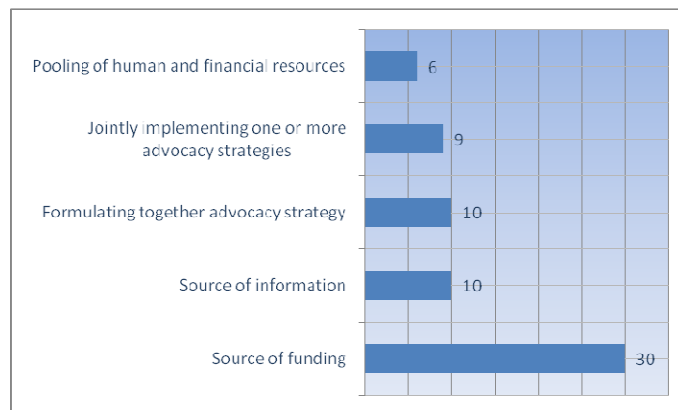 Pooling of human and financial resources
6
Jointly implementing one or more
advocacy strategies
9
Formulating together advocacy strategy
10
Source of information
10
Source of funding
30